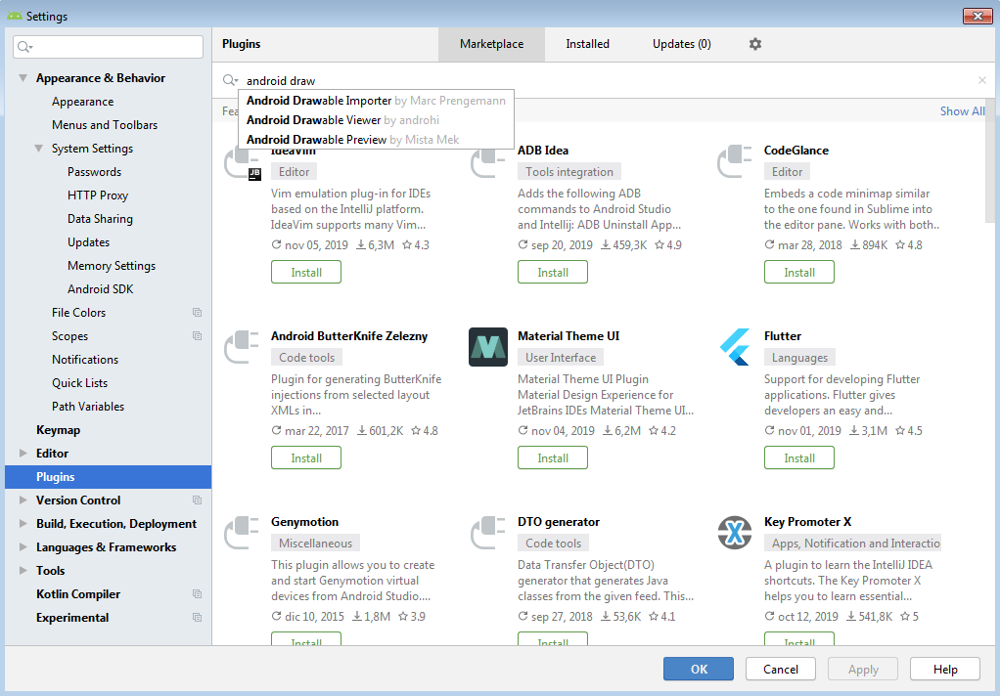 Settings
Appearance & Behavior
Appearance
Menus and Toolbars
System Settings
Passwords
HTTP Proxy
Data Sharing
Updates
Memory Settings
Android SDK
File Colors
Scopes
Notifications
Quick Lists
Path Variables
Keymap
Editor
Plugins
Version Control
Build, Execution, Deployment
Languages & Frameworks
Tools
Kotlin Compiler
Experimental
Plugins
Marketplace
Installed
Updates (0)
android draw
Android Drawable Importer by Marc Prengemann
Android Drawable Viewer by androhi
Android Drawable Preview by Mista Mek
Fea
Show All
IdeaVim
JB
Editor
Vim emulation plug-in for IDEs
based on the IntelliJ platform.
IdeaVim supports many Vim...
nov 05, 2019 6,3M 4.3
Install
ADB Idea
Tools integration
Adds the following ADB
commands to Android Studio
and Intellij: ADB Uninstall App...
sep 20, 2019 459,3K 4.9
Install
CodeGlance
Editor
Embeds a code minimap similar
to the one found in Sublime into
the editor pane. Works with both..
mar 28, 2018 894K 4.8
Install
Android ButterKnife Zelezny
Code tools
Plugin for generating ButterKnife
injections from selected layout
XMLs in...
mar 22, 2017 601,2K 4.8
Install
Material Theme UI
User Interface
Material Theme UI Plugin
Material Design Experience for
JetBrains IDEs Material Theme UI...
nov 04, 2019 6,2M 4.2
Install
Flutter
Languages
Support for developing Flutter
applications. Flutter gives
developers an easy and...
nov 01, 2019 3,1M 4.5
Install
Genymotion
Miscellaneous
This plugin allows you to create
and start Genymotion virtual
devices from Android Studio....
dic 10, 2015 1,8M 3.9
Install
DTO generator
Code tools
Data Transfer Object(DTO)
generator that generates Java
classes from the given feed. This...
sep 27, 2018 53,6K 4.1
Install
Key Promoter X
Apps, Notification and Interactio
A plugin to learn the IntelliJ IDEA
shortcuts. The Key Promoter X
helps you to learn essential...
oct 12, 2019 541,8K 5
Install
OK
Cancel
Apply
Help